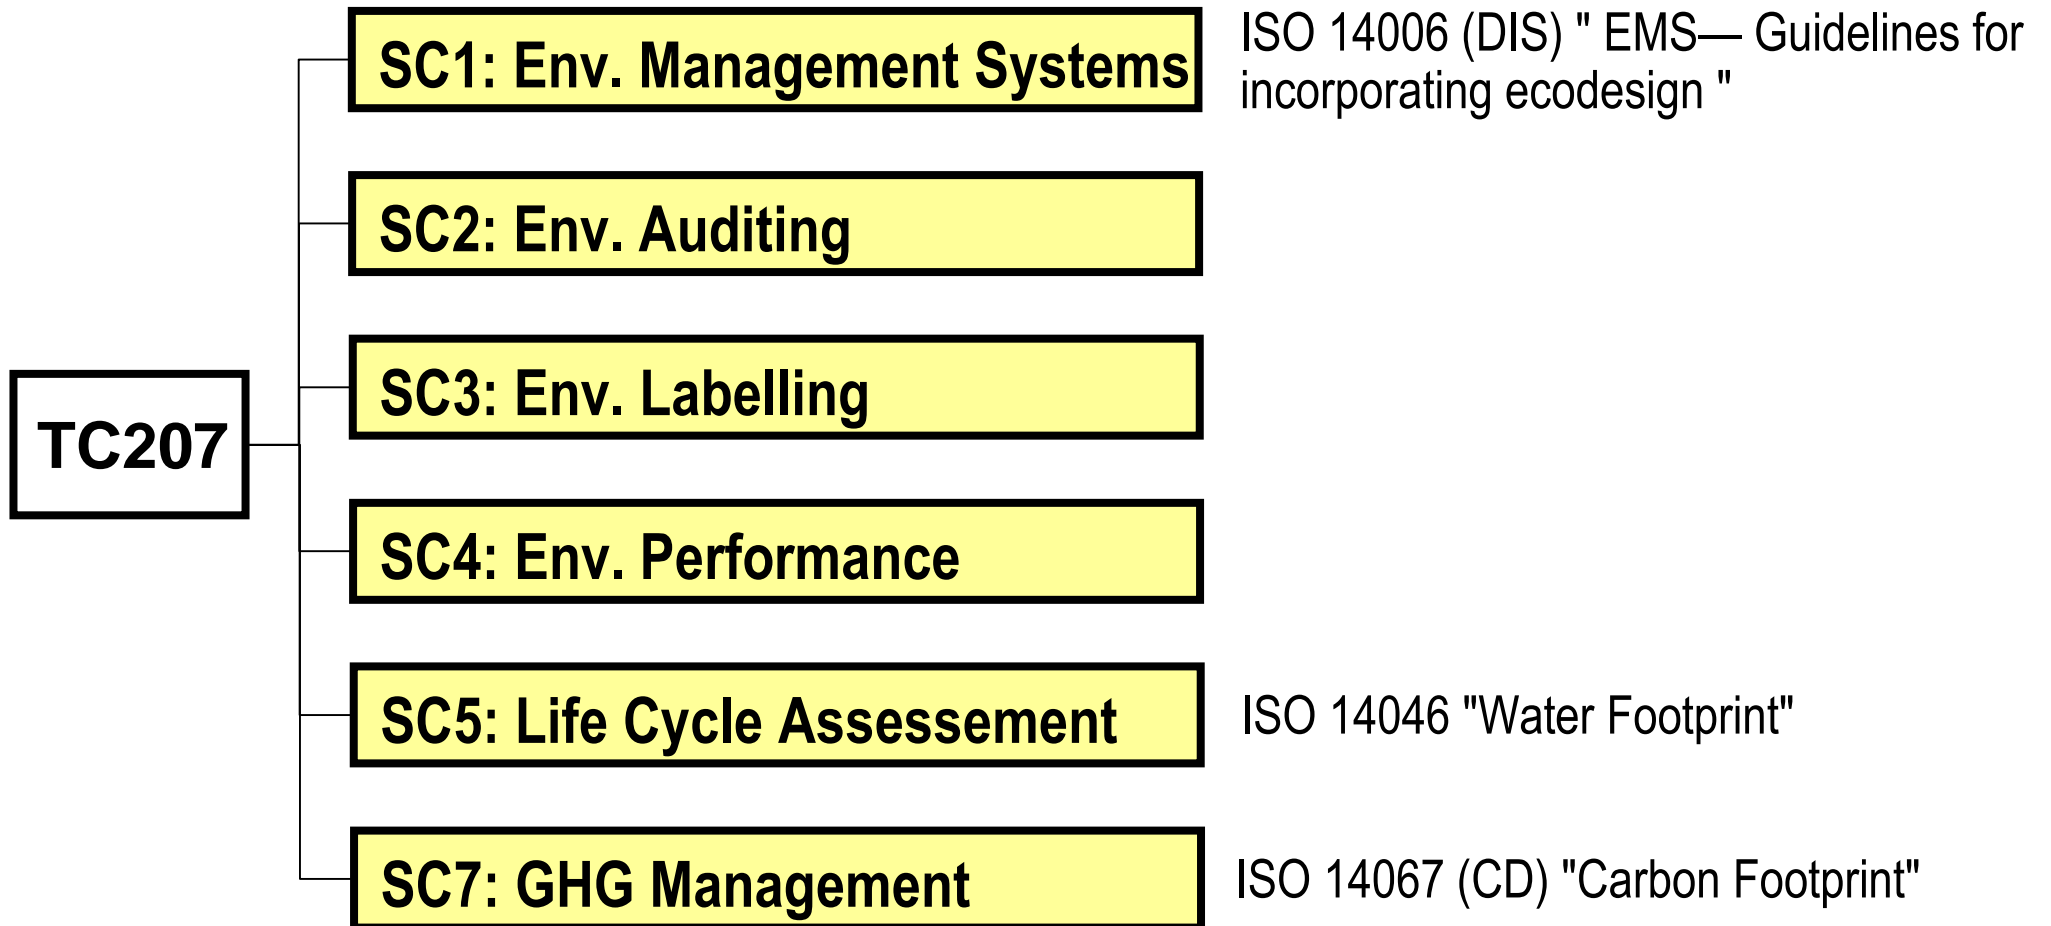 SC1: Env. Management Systems
ISO 14006 (DIS) " EMS— Guidelines for
incorporating ecodesign "
SC2: Env. Auditing
SC3: Env. Labelling
TC207
SC4: Env. Performance
SC5: Life Cycle Assessement
ISO 14046 "Water Footprint"
SC7: GHG Management
ISO 14067 (CD) "Carbon Footprint"